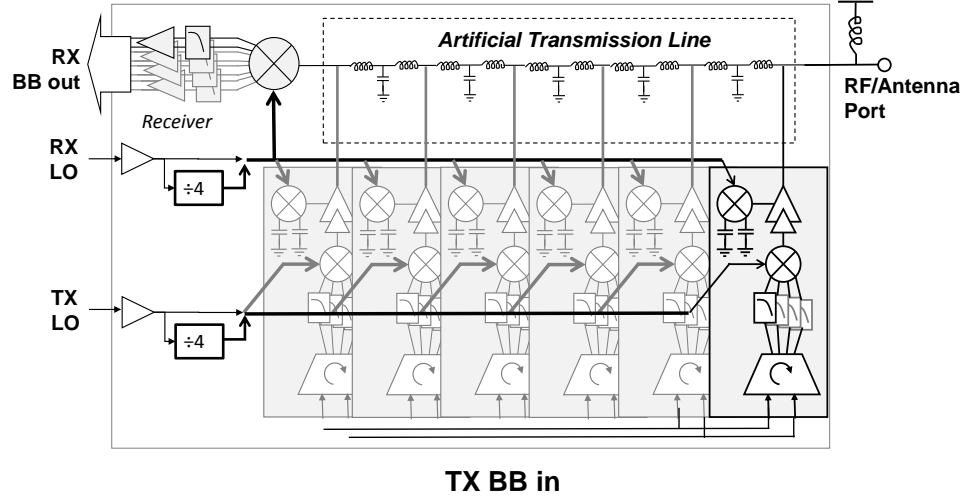 Artificial Transmission Line
RX
BB out
RF/Antenna
Port
Receiver
RX
LO
÷4
TX
LO
÷4
TX BB in